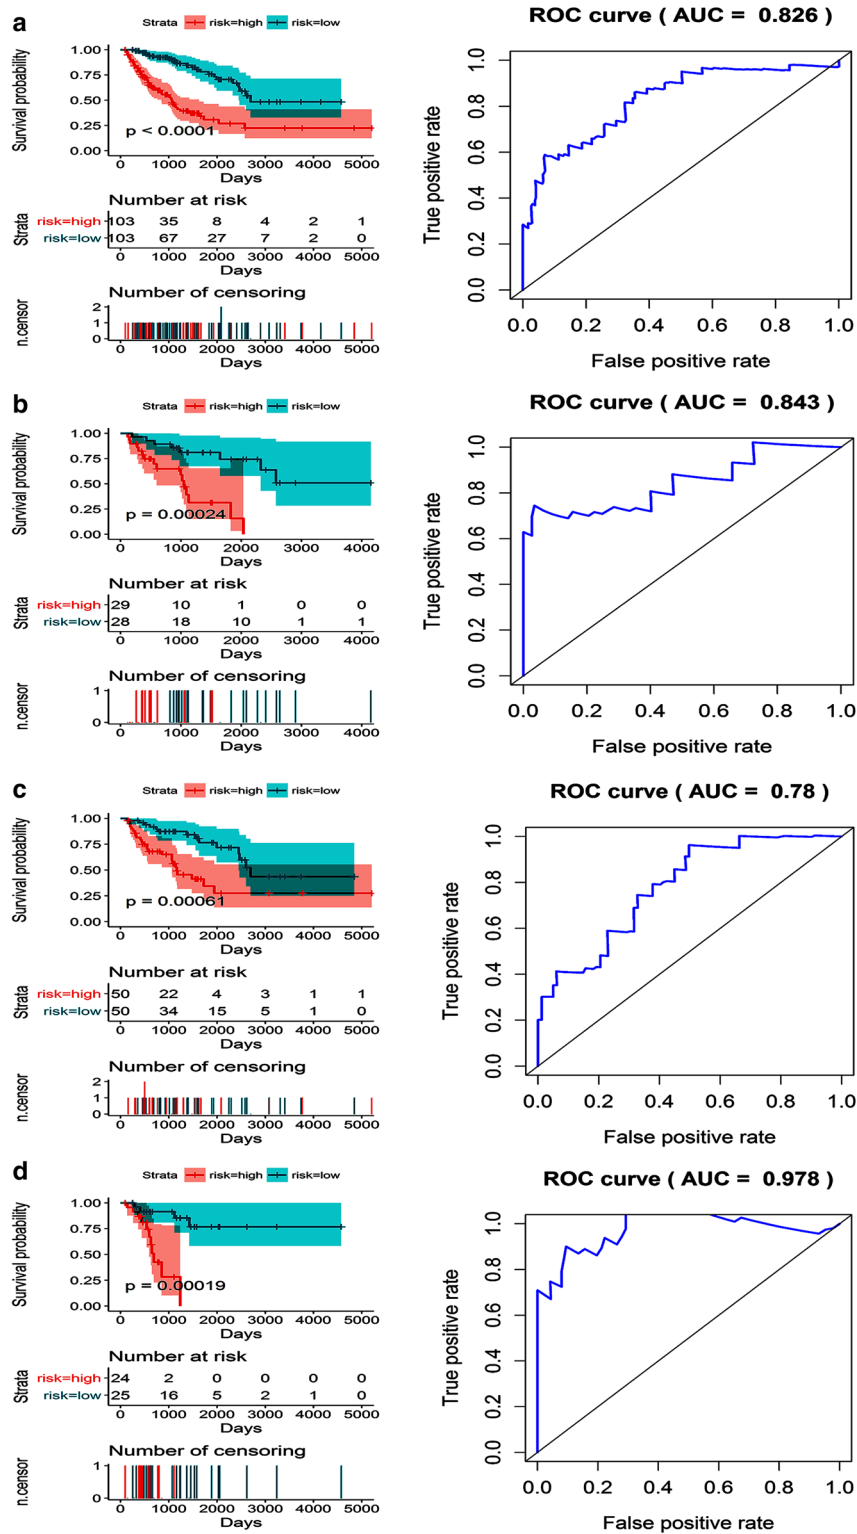 a
Strata risk=high risk=low
Survival probability
1.00
0.75
0.50
0.25
0.00
p < 0.0001
0 1000 2000 3000 4000 5000
Days
Number at risk
Strata
risk=high 103 35 8 4 2 1
risk=low 103 67 27 7 2 0
0 1000 2000 3000 4000 5000
Days
Number of censoring
n.censor
2
1
0
0 1000 2000 3000 4000 5000
Days
ROC curve ( AUC = 0.826 )
True positive rate
1.0
0.8
0.6
0.4
0.2
0.0
0.0 0.2 0.4 0.6 0.8 1.0
False positive rate
b
Strata risk=high risk=low
Survival probability
1.00
0.75
0.50
0.25
0.00
p = 0.00024
0 1000 2000 3000 4000
Days
Number at risk
Strata
risk=high 29 10 1 0 0
risk=low 28 18 10 1 1
0 1000 2000 3000 4000
Days
Number of censoring
n.censor
1
0
0 1000 2000 3000 4000
Days
ROC curve ( AUC = 0.843 )
True positive rate
1.0
0.8
0.6
0.4
0.2
0.0
0.0 0.2 0.4 0.6 0.8 1.0
False positive rate
c
Strata risk=high risk=low
Survival probability
1.00
0.75
0.50
0.25
0.00
p = 0.00061
0 1000 2000 3000 4000 5000
Days
Number at risk
Strata
risk=high 50 22 4 3 1 1
risk=low 50 34 15 5 1 0
0 1000 2000 3000 4000 5000
Days
Number of censoring
n.censor
2
1
0
0 1000 2000 3000 4000 5000
Days
ROC curve ( AUC = 0.78 )
True positive rate
1.0
0.8
0.6
0.4
0.2
0.0
0.0 0.2 0.4 0.6 0.8 1.0
False positive rate
d
Strata risk=high risk=low
Survival probability
1.00
0.75
0.50
0.25
0.00
p = 0.00019
0 1000 2000 3000 4000 5000
Days
Number at risk
Strata
risk=high 24 2 0 0 0 0
risk=low 25 16 5 2 1 0
0 1000 2000 3000 4000 5000
Days
Number of censoring
n.censor
1
0
0 1000 2000 3000 4000 5000
Days
ROC curve ( AUC = 0.978 )
True positive rate
1.0
0.8
0.6
0.4
0.2
0.0
0.0 0.2 0.4 0.6 0.8 1.0
False positive rate